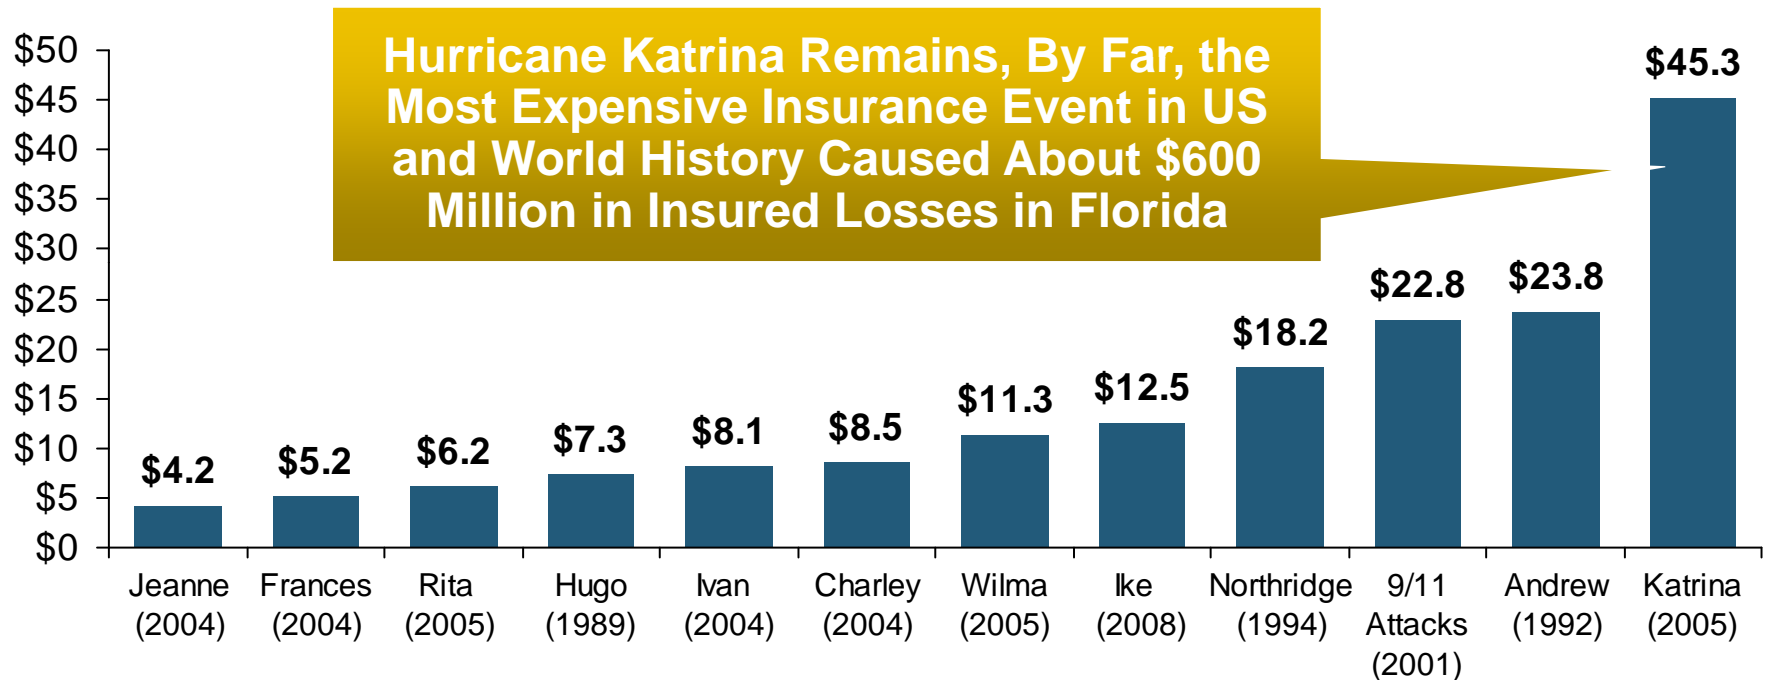 Hurricane Katrina Remains, By Far, the
Most Expensive Insurance Event in US
and World History Caused About $600
Million in Insured Losses in Florida
$50
$45
$40
$35
$30
$25
$20
$15
$10
$5
$0
$4.2
$5.2
$6.2
$7.3
$8.1
$8.5
$11.3
$12.5
$18.2
$22.8
$23.8
$45.3
Jeanne
(2004)
Frances
(2004)
Rita
(2005)
Hugo
(1989)
Ivan
(2004)
Charley
(2004)
Wilma
(2005)
Ike
(2008)
Northridge
(1994)
9/11
Attacks
(2001)
Andrew
(1992)
Katrina
(2005)